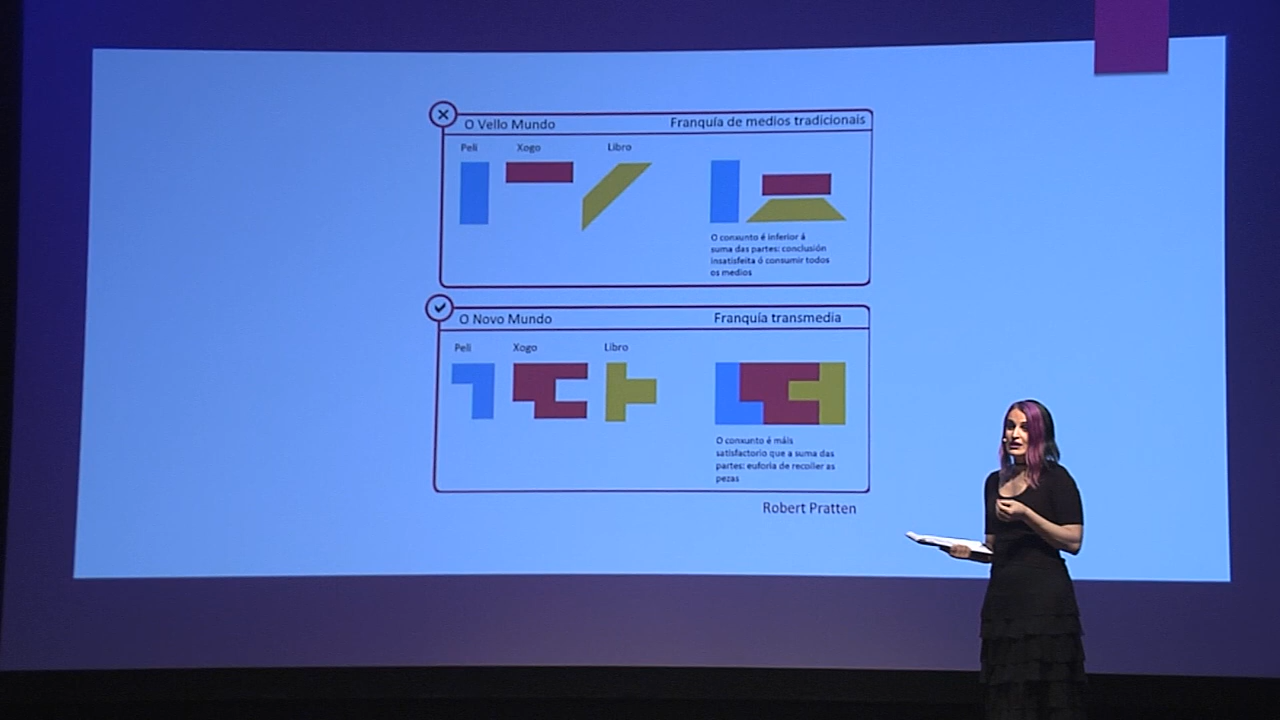 O Vello Mundo
Franquía de medios tradicionais
Peli
Xogo
Libro
O conxunto é inferior á
suma das partes: conclusión
insatisfeita ó consumir todos
os medios
O Novo Mundo
Franquía transmedia
Peli
Xogo
Libro
O conxunto é máis
satisfactorio que a suma das
partes: euforia de recoller as
pezas
Robert Pratten